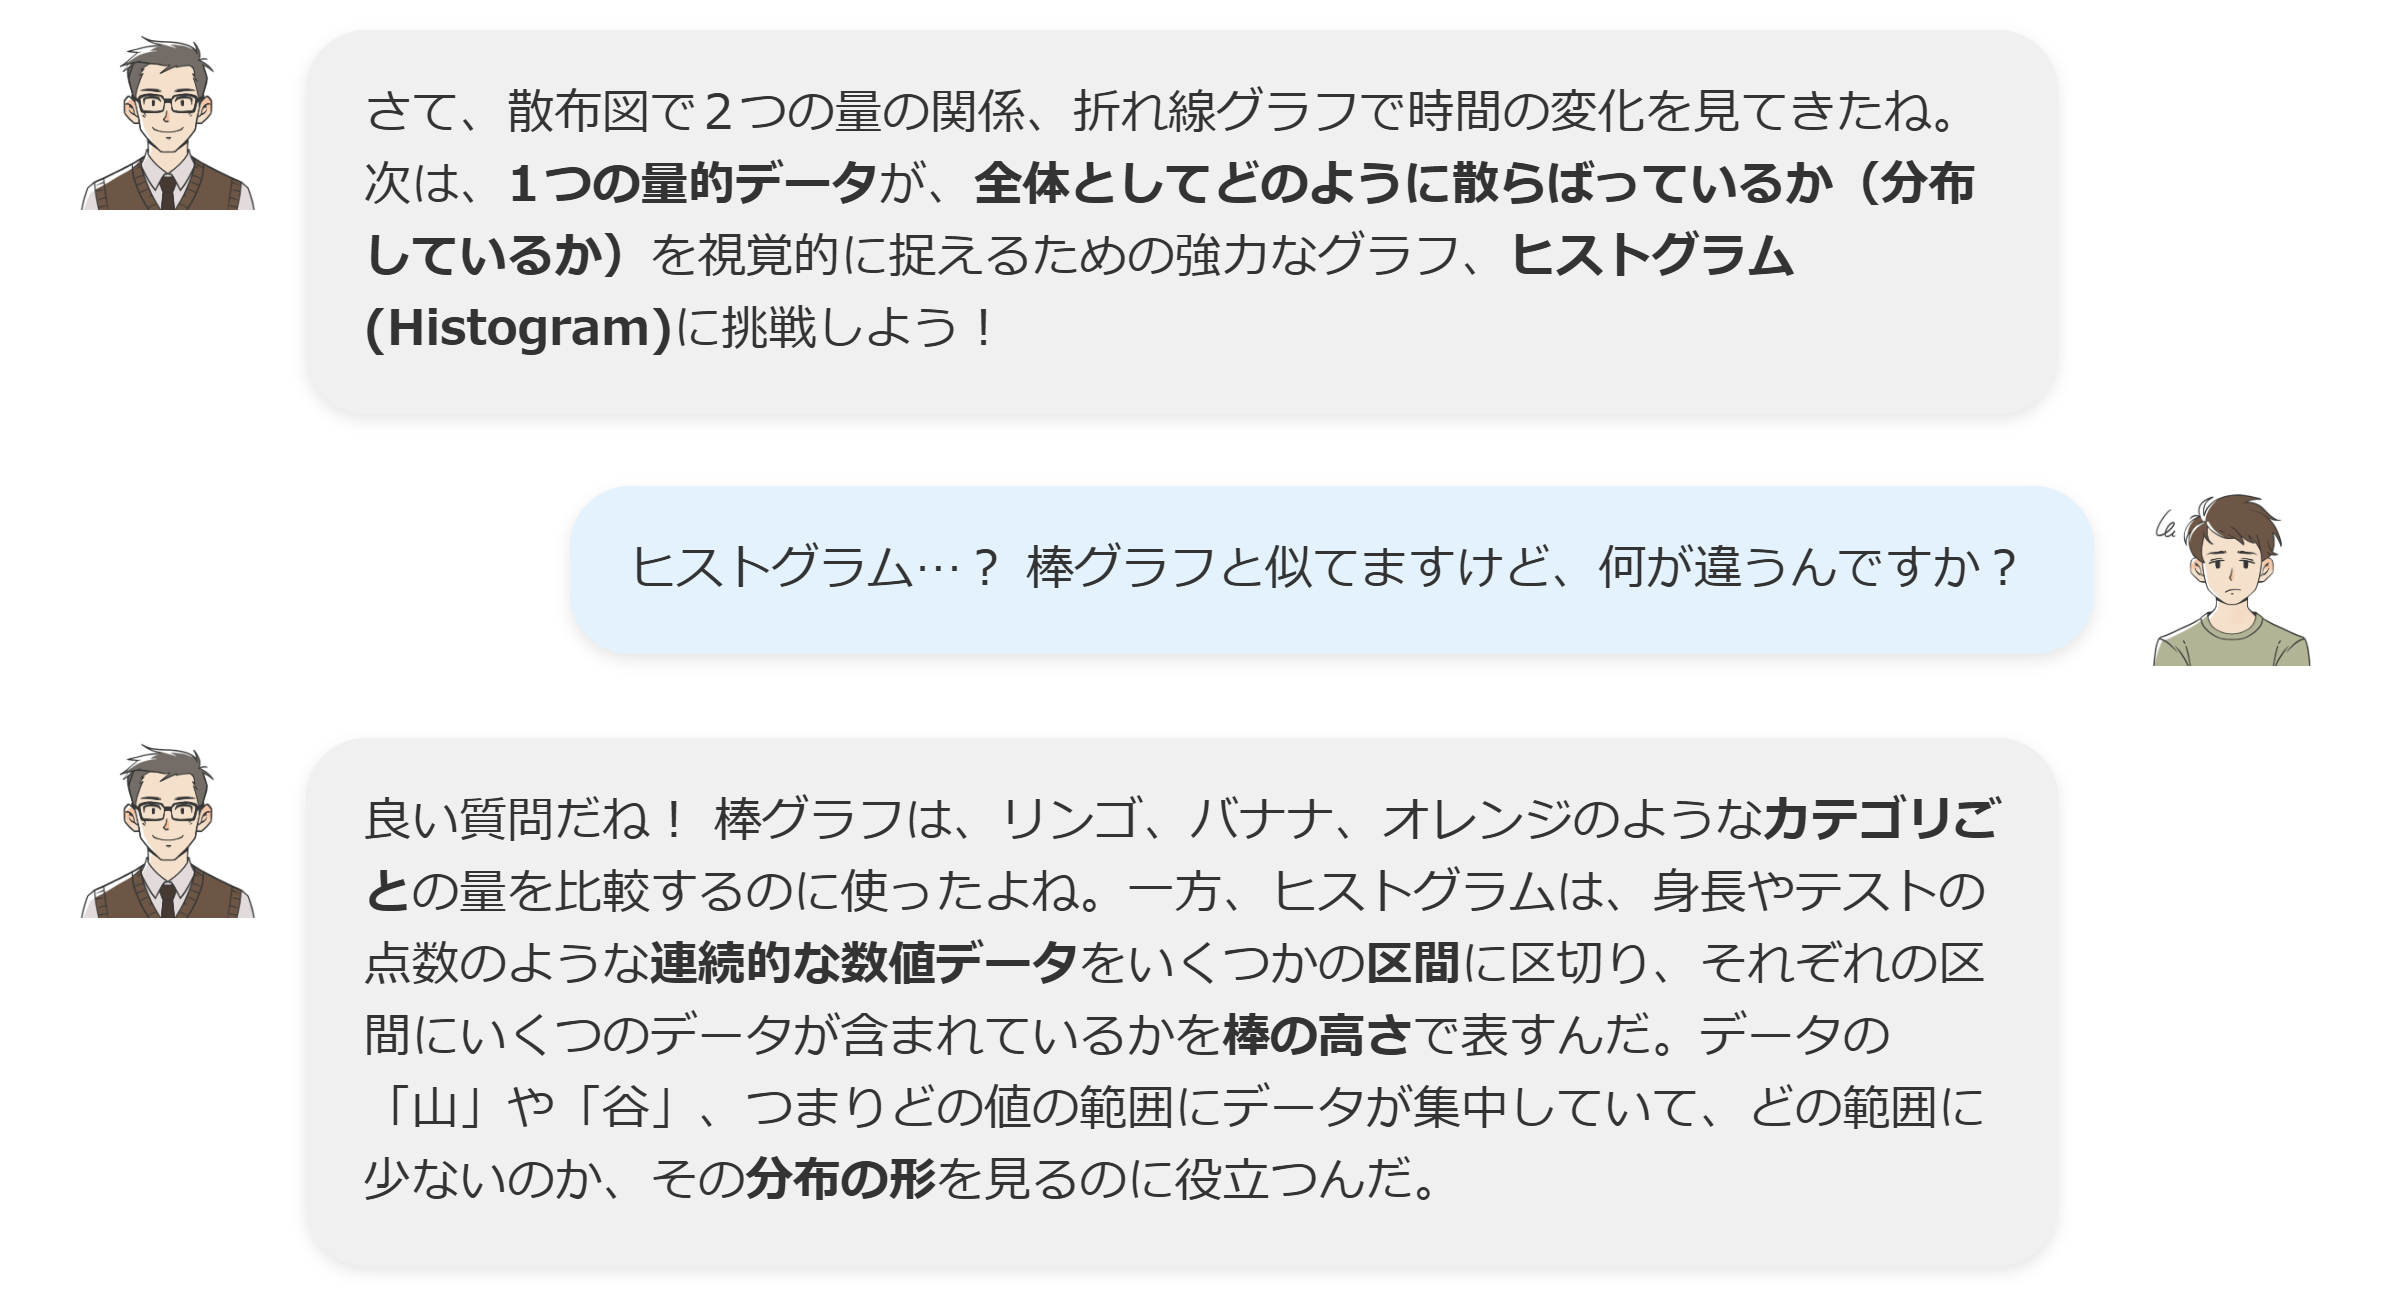 さて、散布図で２つの量の関係、折れ線グラフで時間の変化を見てきたね。
次は、１つの量的データが、全体としてどのように散らばっているか（分布
しているか）を視覚的に捉えるための強力なグラフ、ヒストグラム
(Histogram)に挑戦しよう！
ヒストグラム…？ 棒グラフと似てますけど、何が違うんですか？
良い質問だね！ 棒グラフは、リンゴ、バナナ、オレンジのようなカテゴリご
との量を比較するのに使ったよね。一方、ヒストグラムは、身長やテストの
点数のような連続的な数値データをいくつかの区間に区切り、それぞれの区
間にいくつのデータが含まれているかを棒の高さで表すんだ。データの
「山」や「谷」、つまりどの値の範囲にデータが集中していて、どの範囲に
少ないのか、その分布の形を見るのに役立つんだ。